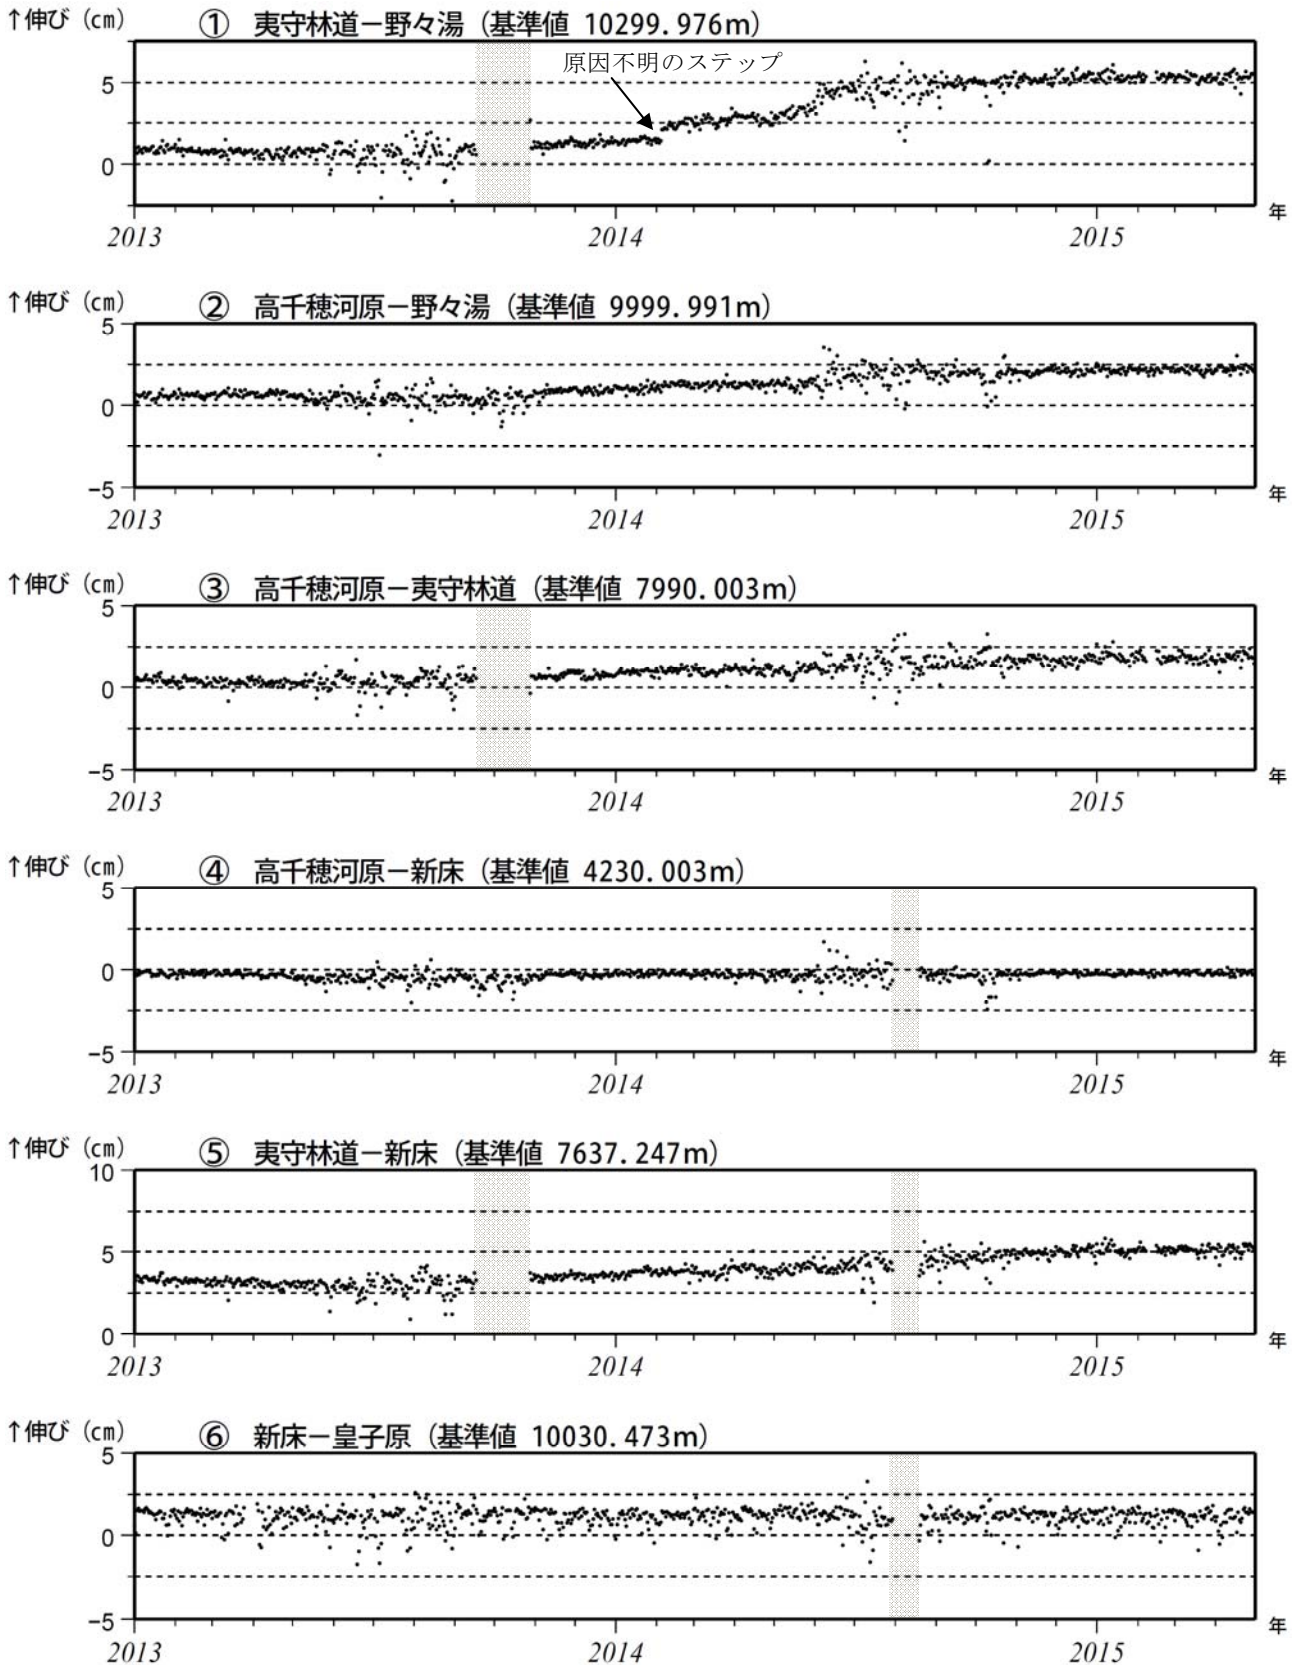 ↑伸び（cm） ① 夷守林道－野々湯（基準値 10299.976m）
原因不明のステップ
5
0
年
2013 2014 2015
↑伸び（cm） ② 高千穂河原－野々湯（基準値 9999.991m）
5
0
−5
年
2013 2014 2015
↑伸び（cm） ③ 高千穂河原－夷守林道（基準値 7990.003m）
5
0
−5
年
2013 2014 2015
↑伸び（cm） ④ 高千穂河原－新床（基準値 4230.003m）
5
0
−5
年
2013 2014 2015
↑伸び（cm） ⑤ 夷守林道－新床（基準値 7637.247m）
10
5
0
年
2013 2014 2015
↑伸び（cm） ⑥ 新床－皇子原（基準値 10030.473m）
5
0
−5
年
2013 2014 2015